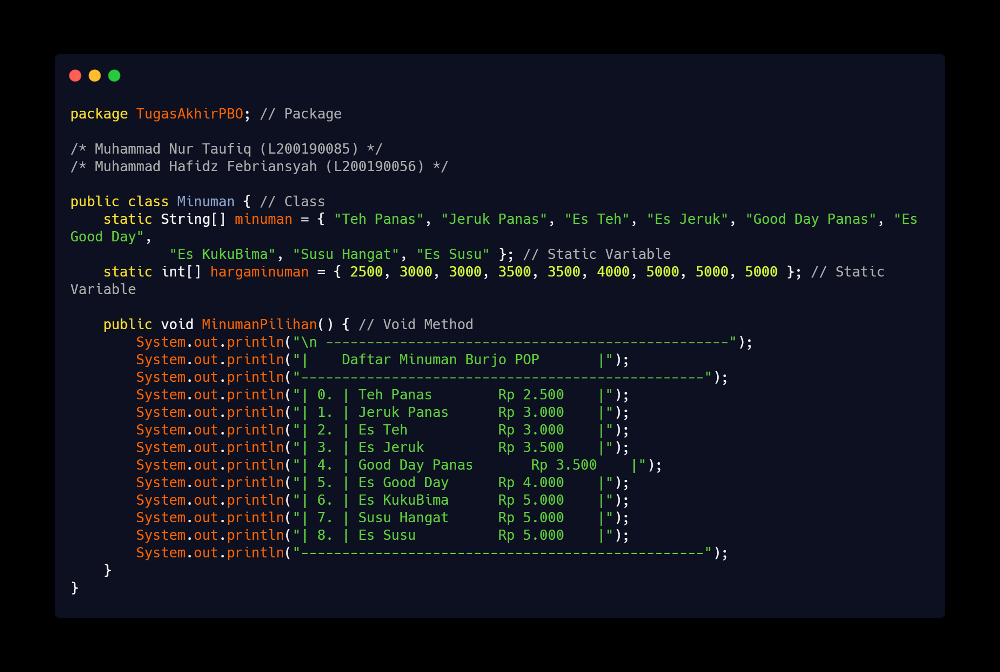 package TugasAkhirPBO; // Package

/* Muhammad Nur Taufiq (L200190085) */
/* Muhammad Hafidz Febriansyah (L200190056) */

public class Minuman { // Class
    static String[] minuman = { "Teh Panas", "Jeruk Panas", "Es Teh", "Es Jeruk", "Good Day Panas", "Es
Good Day",
            "Es KukuBima", "Susu Hangat", "Es Susu" }; // Static Variable
    static int[] hargaminuman = { 2500, 3000, 3000, 3500, 3500, 4000, 5000, 5000, 5000 }; // Static
Variable

    public void MinumanPilihan() { // Void Method
        System.out.println("\n -------------------------------------------------");
        System.out.println("|    Daftar Minuman Burjo POP       |");
        System.out.println("-------------------------------------------------");
        System.out.println("| 0. | Teh Panas        Rp 2.500    |");
        System.out.println("| 1. | Jeruk Panas      Rp 3.000    |");
        System.out.println("| 2. | Es Teh           Rp 3.000    |");
        System.out.println("| 3. | Es Jeruk         Rp 3.500    |");
        System.out.println("| 4. | Good Day Panas       Rp 3.500    |");
        System.out.println("| 5. | Es Good Day      Rp 4.000    |");
        System.out.println("| 6. | Es KukuBima      Rp 5.000    |");
        System.out.println("| 7. | Susu Hangat      Rp 5.000    |");
        System.out.println("| 8. | Es Susu          Rp 5.000    |");
        System.out.println("-------------------------------------------------");
    }
}